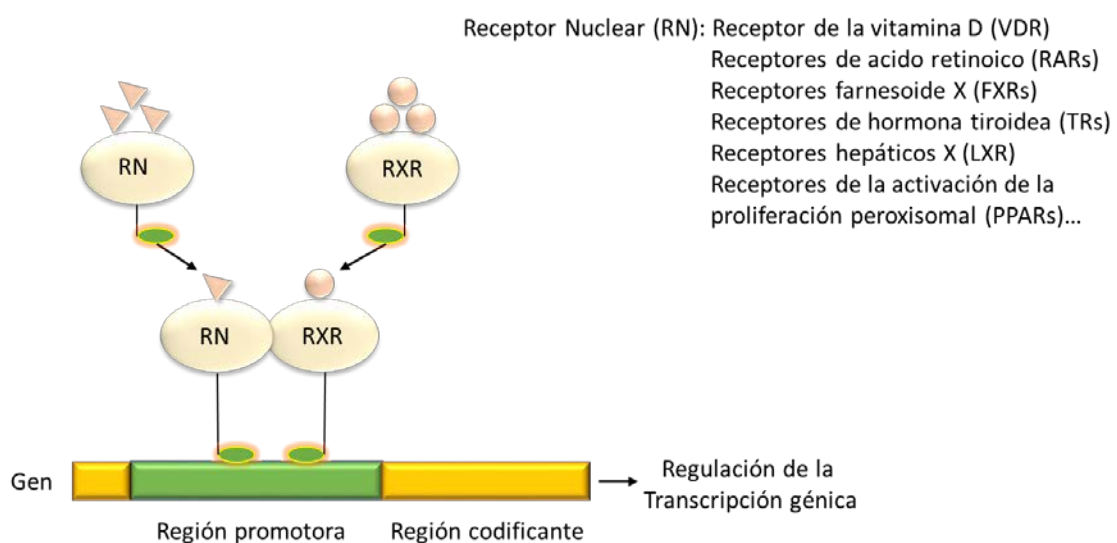 Receptor Nuclear (RN): Receptor de la vitamina D (VDR)
Receptores de acido retinoico (RARs)
Receptores farnesoide X (FXRs)
Receptores de hormona tiroidea (TRs)
Receptores hepáticos X (LXR)
Receptores de la activación de la
proliferación peroxisomal (PPARs)...
RN
RXR
RN
RXR
Gen
Regulación de la
Transcripción génica
Región promotora
Región codificante